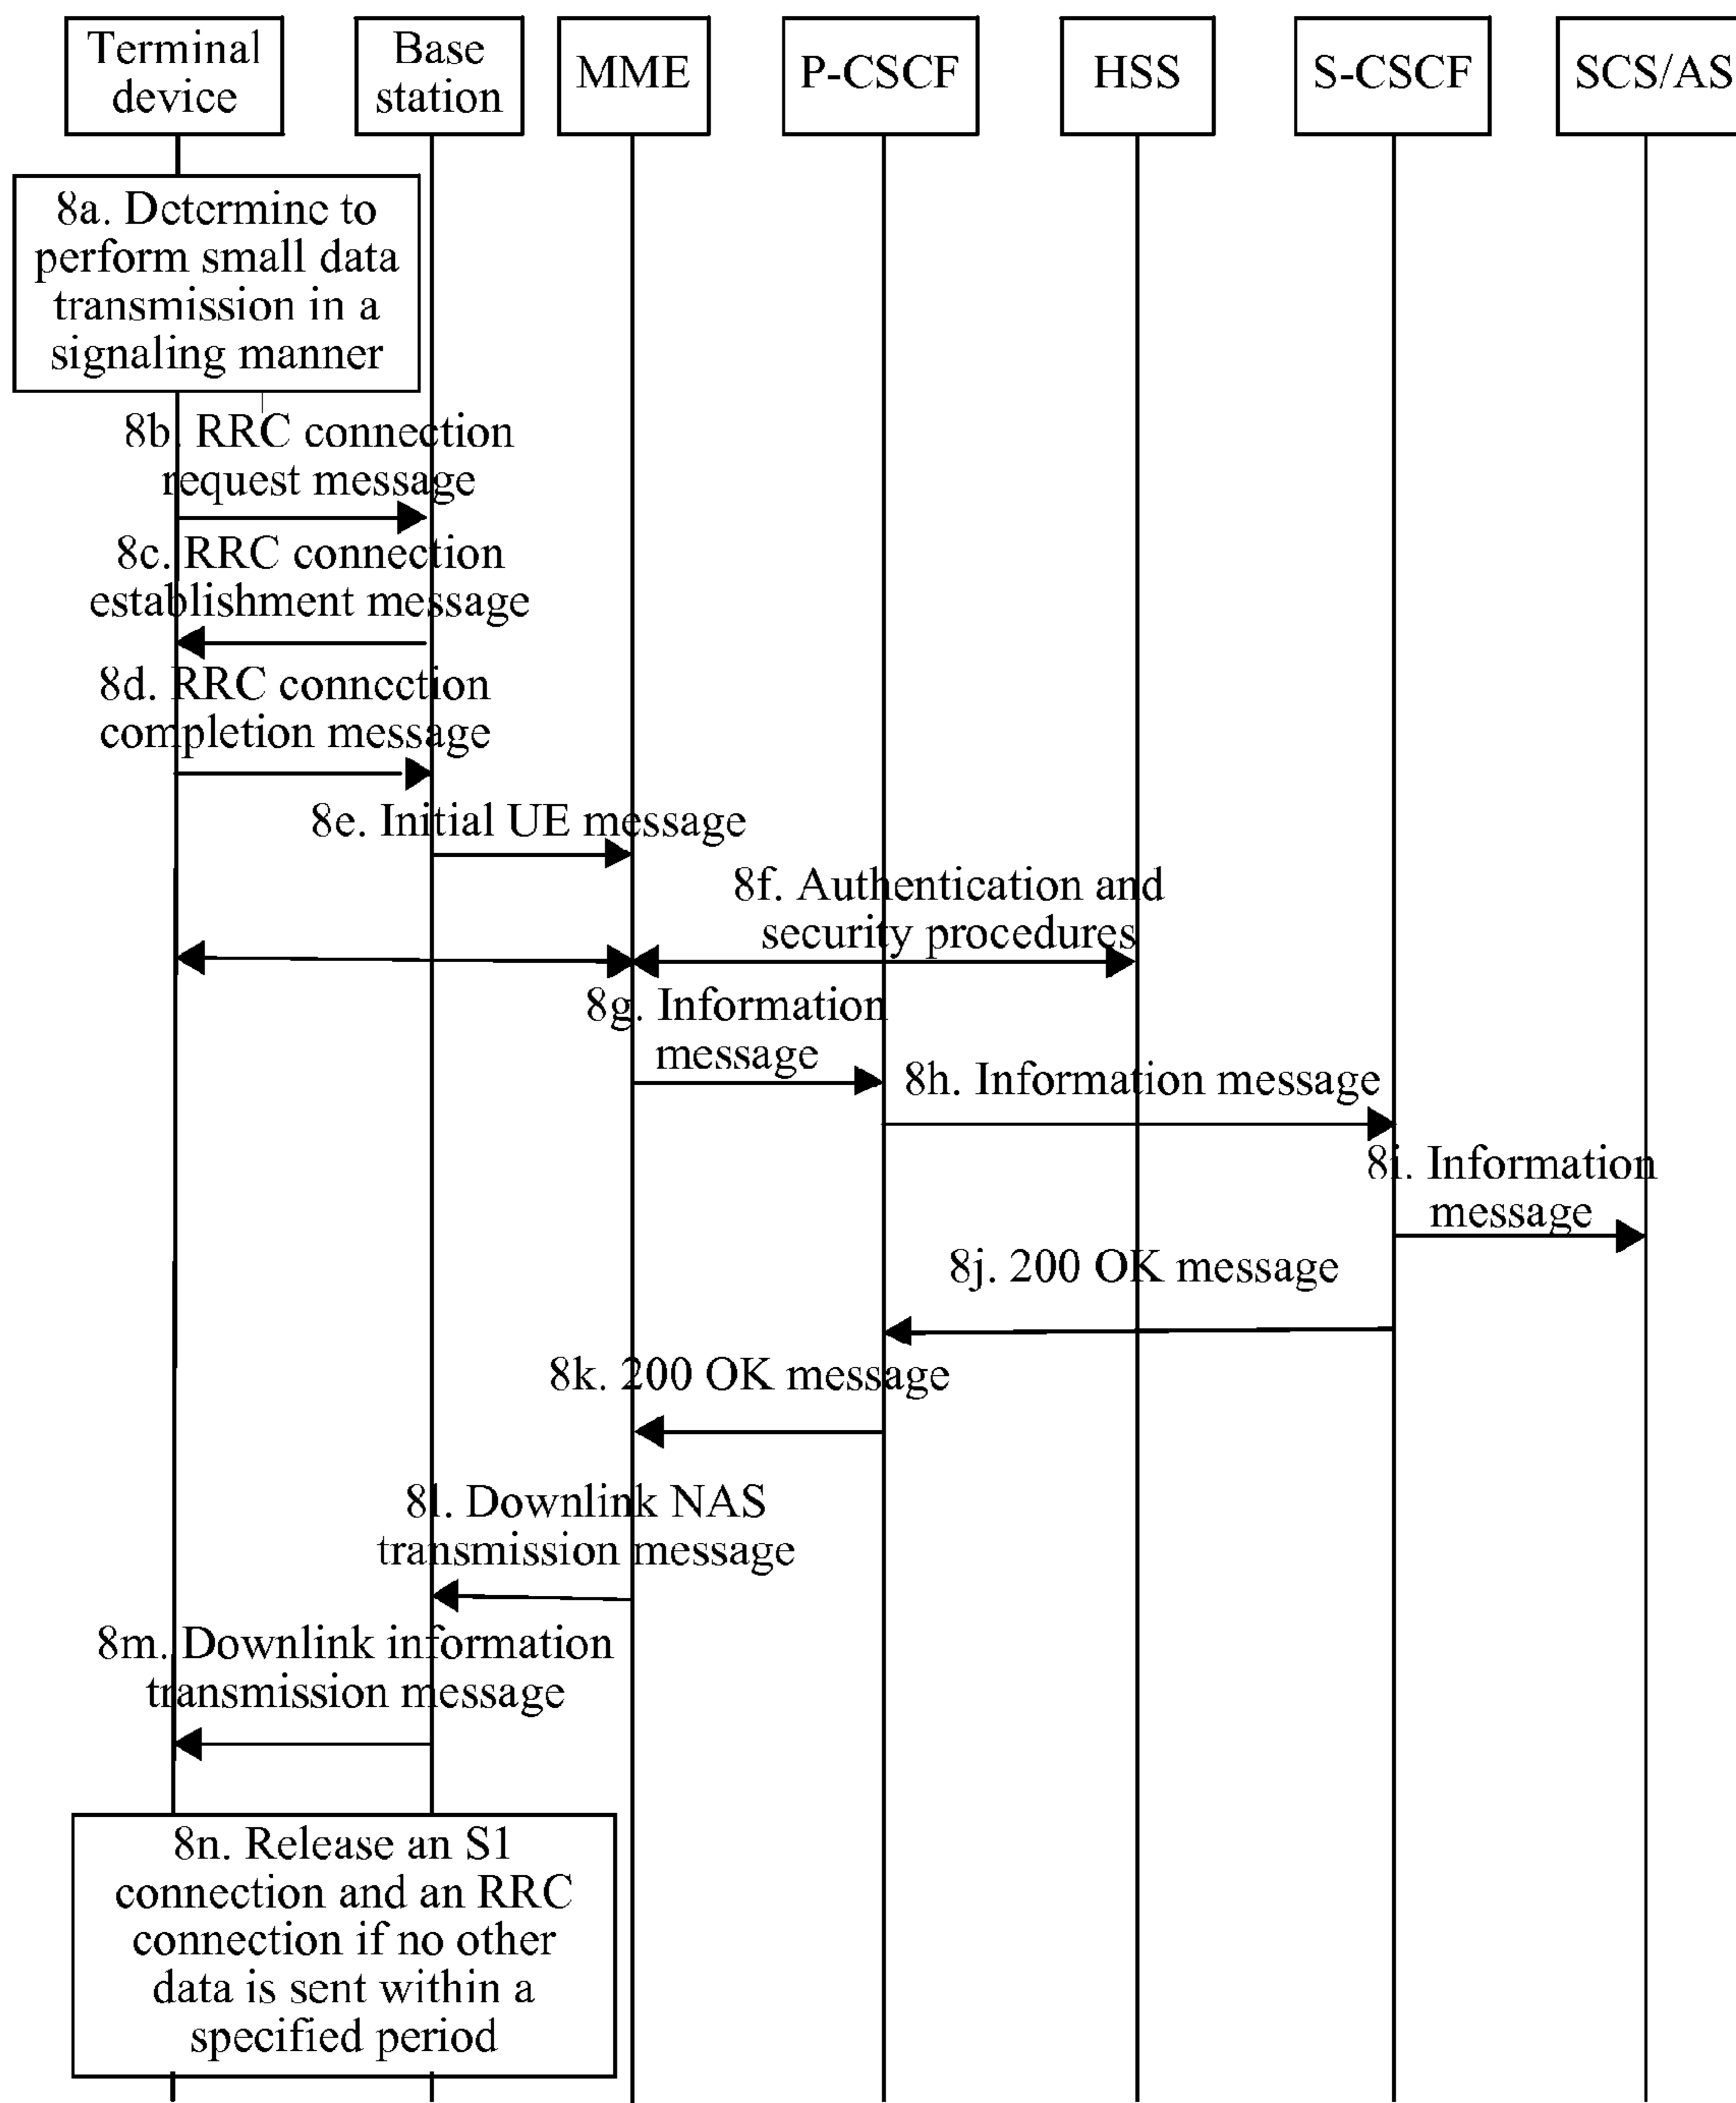 Terminal
device
Base
station
MME
P-CSCF
HSS
S-CSCF
SCS/AS
8a. Determine to
perform small data
transmission in a
signaling manner
8b. RRC connection
request message
8c. RRC connection
establishment message
8d. RRC connection
completion message
8e. Initial UE message
8f. Authentication and
security procedures
8g. Information
message
8h. Information message
8i. Information
message
8j. 200 OK message
8k. 200 OK message
8l. Downlink NAS
transmission message
8m. Downlink information
transmission message
8n. Release an S1
connection and an RRC
connection if no other
data is sent within a
specified period